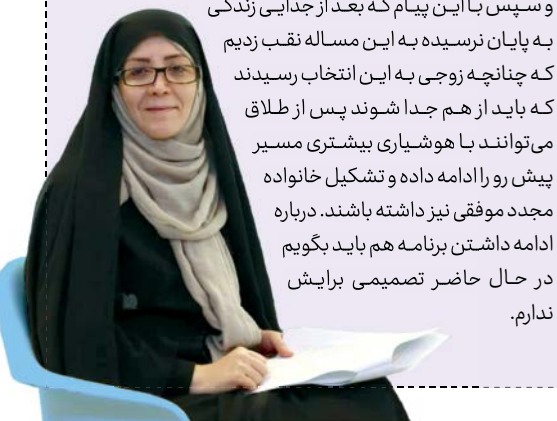 و سپس با این پیام که بعد از جدایی زندگی
به پایان نرسیده به این مساله نقب زدیم
که چنانچه زوجی به این انتخاب رسیدند
که باید از هم جدا شوند پس از طلاق
می‌توانند با هوشیاری بیشتری مسیر
پیش رو را ادامه داده و تشکیل خانواده
مجدد موفقی نیز داشته باشند. درباره
ادامه داشتن برنامه هم باید بگویم
در حال حاضر تصمیمی برایش
ندارم.